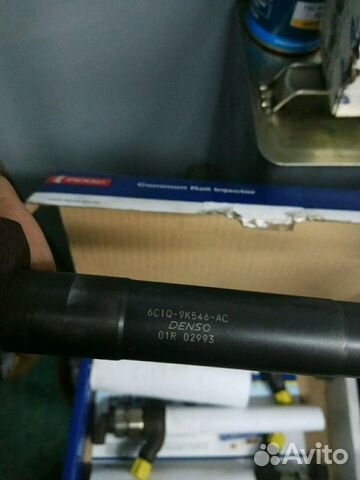 DENSO
Common Rail Injector
6C1Q-9K546-AC
DENSO
01R 02993
Avito